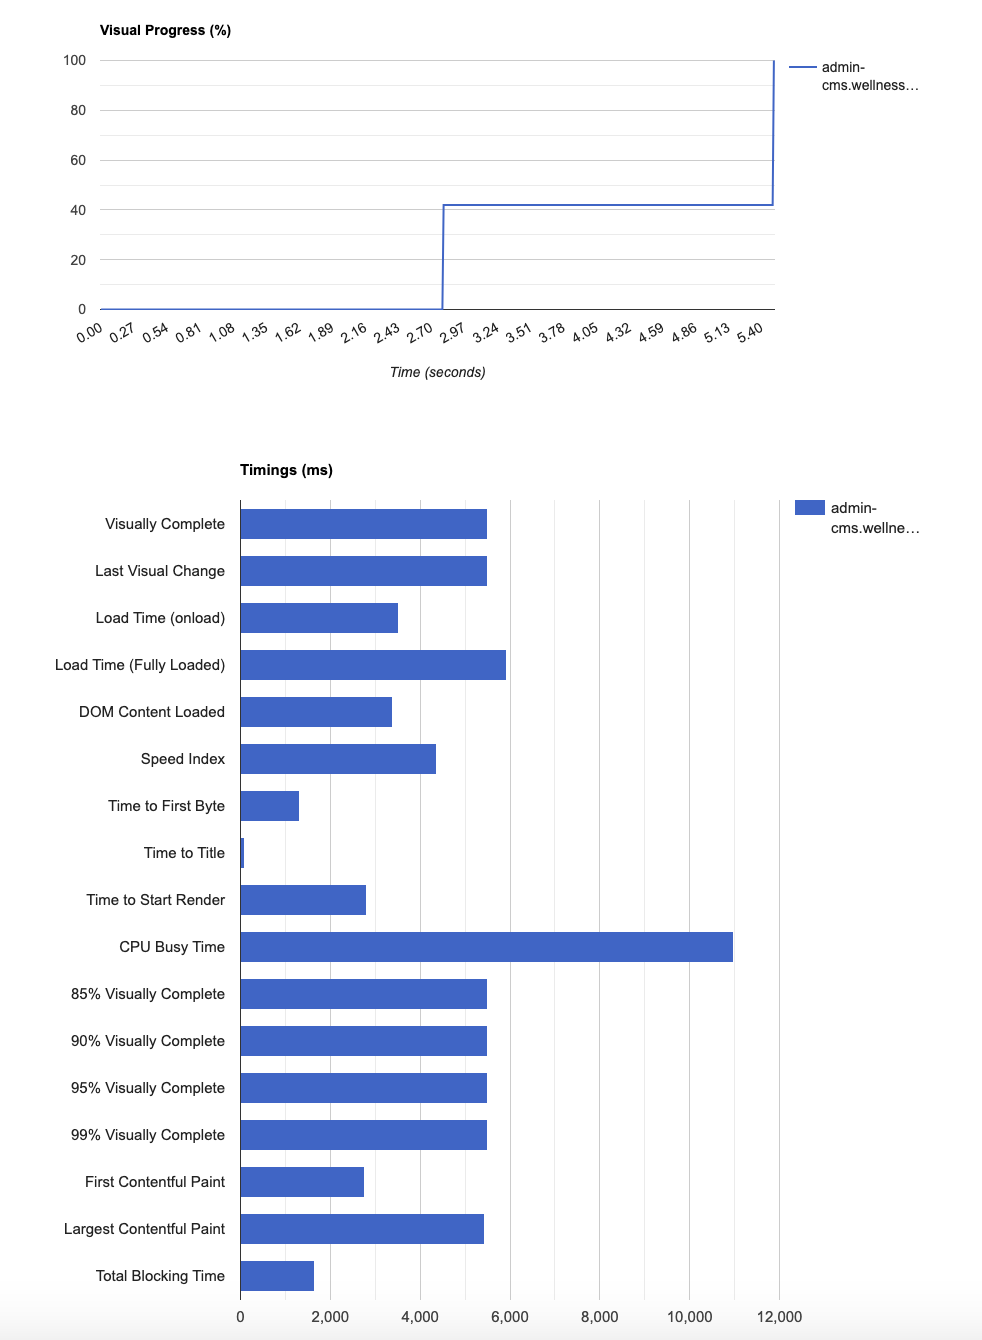 Visual Progress (%)
100
80
60
40
20
0
admin-
cms.wellness...
0.00 0.27 0.54 0.81 1.08 1.35 1.62 1.89 2.16 2.43 2.70 2.97 3.24 3.51 3.78 4.05 4.32 4.59 4.86 5.13 5.40
Time (seconds)
Timings (ms)
admin-
cms.wellne...
Visually Complete
Last Visual Change
Load Time (onload)
Load Time (Fully Loaded)
DOM Content Loaded
Speed Index
Time to First Byte
Time to Title
Time to Start Render
CPU Busy Time
85% Visually Complete
90% Visually Complete
95% Visually Complete
99% Visually Complete
First Contentful Paint
Largest Contentful Paint
Total Blocking Time
0 2,000 4,000 6,000 8,000 10,000 12,000